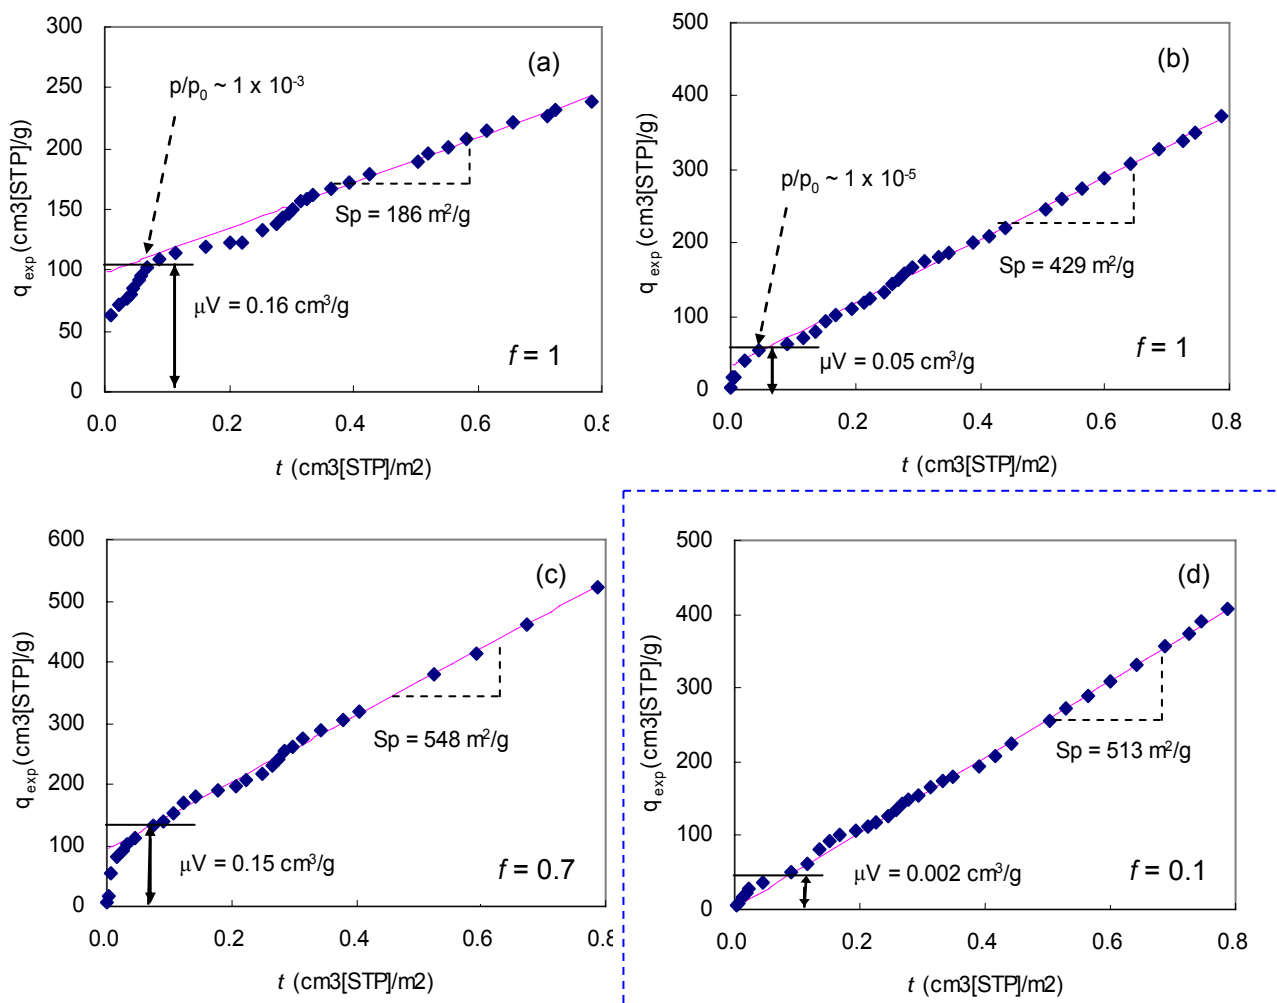 (a)
q exp (cm3[STP]/g)
300
250
200
150
100
50
0
p/p0 ~ 1 x 10-3
Sp = 186 m2/g
μV = 0.16 cm3/g
f = 1
0.0 0.2 0.4 0.6 0.8
t (cm3[STP]/m2)
(b)
q exp (cm3[STP]/g)
500
400
300
200
100
0
p/p0 ~ 1 x 10-5
Sp = 429 m2/g
μV = 0.05 cm3/g
f = 1
0.0 0.2 0.4 0.6 0.8
t (cm3[STP]/m2)
(c)
q exp (cm3[STP]/g)
600
500
400
300
200
100
0
Sp = 548 m2/g
μV = 0.15 cm3/g
f = 0.7
0.0 0.2 0.4 0.6 0.8
t (cm3[STP]/m2)
(d)
q exp (cm3[STP]/g)
500
400
300
200
100
0
Sp = 513 m2/g
μV = 0.002 cm3/g
f = 0.1
0.0 0.2 0.4 0.6 0.8
t (cm3[STP]/m2)